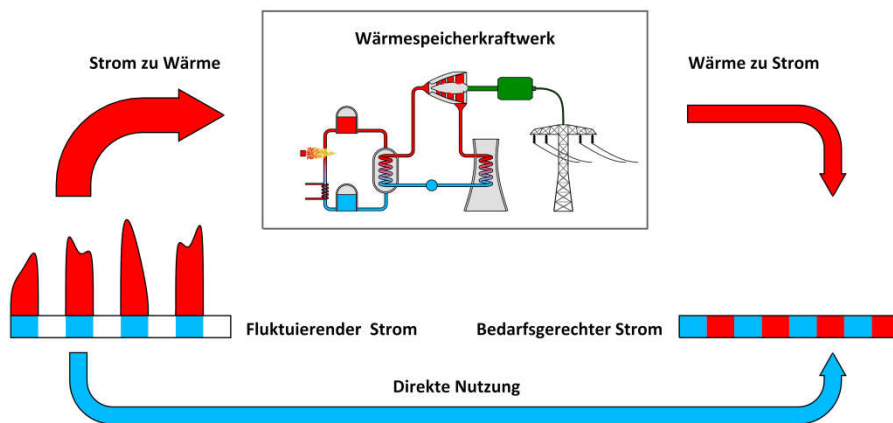 Wärmespeicherkraftwerk
Strom zu Wärme
Wärme zu Strom
Fluktuierender Strom
Bedarfsgerechter Strom
Direkte Nutzung